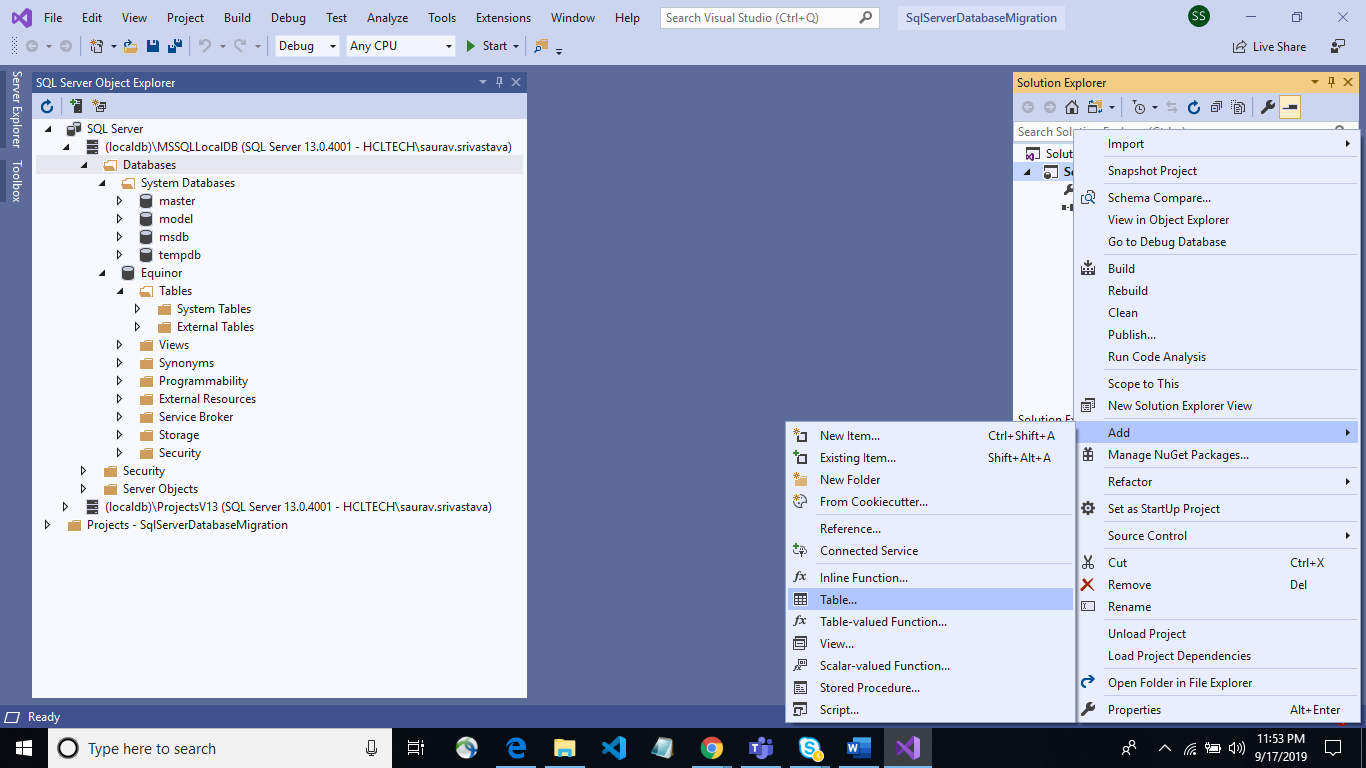 File Edit View Project Build Debug Test Analyze Tools Extensions Window Help Search Visual Studio (Ctrl+Q) SqlServerDatabaseMigration SS
Debug Any CPU Start Live Share
Server Explorer
Toolbox
SQL Server Object Explorer
SQL Server
(localdb)\MSSQLLocalDB (SQL Server 13.0.4001 - HCLTECH\saurav.srivastava)
Databases
System Databases
master
model
msdb
tempdb
Equinor
Tables
System Tables
External Tables
Views
Synonyms
Programmability
External Resources
Service Broker
Storage
Security
Security
Server Objects
(localdb)\ProjectsV13 (SQL Server 13.0.4001 - HCLTECH\saurav.srivastava)
Projects - SqlServerDatabaseMigration
Solution Explorer
Import
Snapshot Project
Schema Compare...
View in Object Explorer
Go to Debug Database
Build
Rebuild
Clean
Publish...
Run Code Analysis
Scope to This
New Solution Explorer View
Add
Manage NuGet Packages...
Refactor
Set as StartUp Project
Source Control
Cut Ctrl+X
Remove Del
Rename
Unload Project
Load Project Dependencies
Open Folder in File Explorer
Properties Alt+Enter
New Item... Ctrl+Shift+A
Existing Item... Shift+Alt+A
New Folder
From Cookiecutter...
Reference...
Connected Service
Inline Function...
Table...
Table-valued Function...
View...
Scalar-valued Function...
Stored Procedure...
Script...
Ready
Type here to search
11:53 PM
9/17/2019